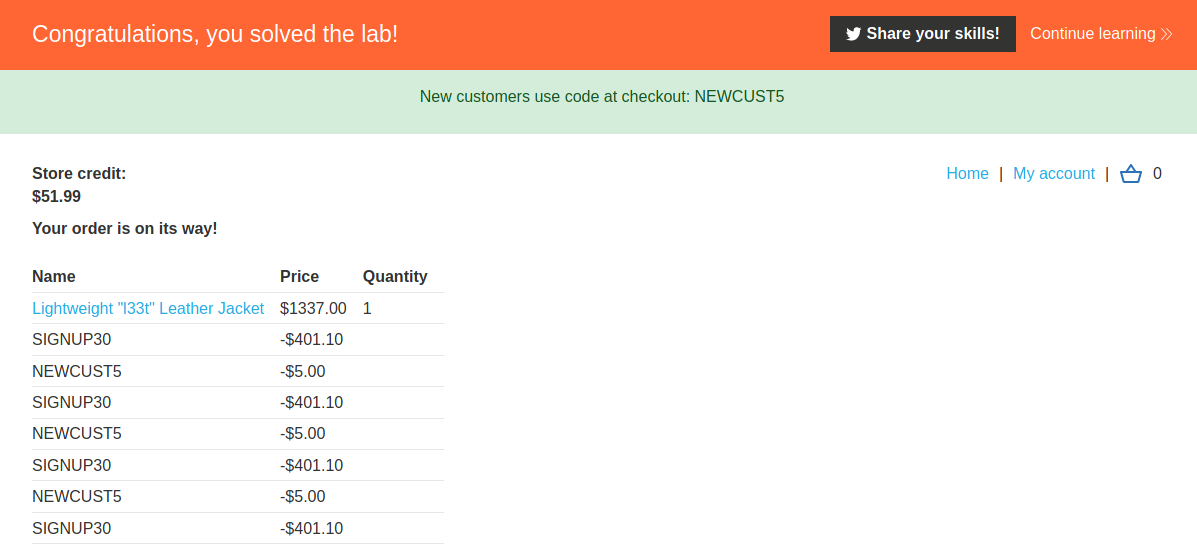 Congratulations, you solved the lab!
Share your skills!
Continue learning
New customers use code at checkout: NEWCUST5
Store credit:
$51.99
Home | My account | 0
Your order is on its way!
Name Price Quantity
Lightweight "l33t" Leather Jacket $1337.00 1
SIGNUP30 -$401.10
NEWCUST5 -$5.00
SIGNUP30 -$401.10
NEWCUST5 -$5.00
SIGNUP30 -$401.10
NEWCUST5 -$5.00
SIGNUP30 -$401.10